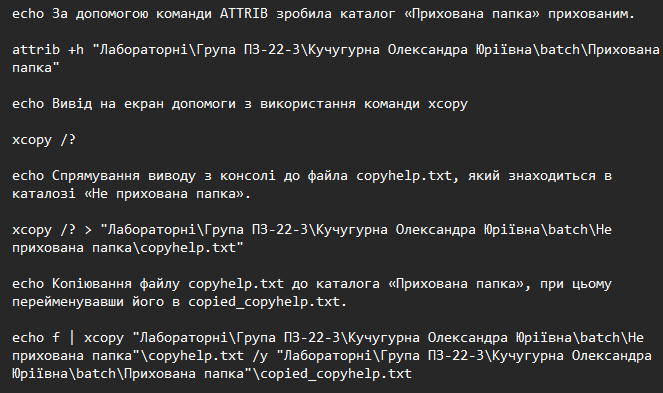 echo За допомогою команди ATTRIB зробила каталог «Прихована папка» прихованим.
attrib +h "Лабораторні\Група ПЗ-22-3\Кучугурна Олександра Юріївна\batch\Прихована
папка"
echo Вивід на екран допомоги з використання команди xcopy
xcopy /?
echo Спрямування виводу з консолі до файла copyhelp.txt, який знаходиться в
каталозі «Не прихована папка».
xcopy /? > "Лабораторні\Група ПЗ-22-3\Кучугурна Олександра Юріївна\batch\Не
прихована папка\copyhelp.txt"
echo Копіювання файлу copyhelp.txt до каталога «Прихована папка», при цьому
перейменувавши його в copied_copyhelp.txt.
echo f | xcopy "Лабораторні\Група ПЗ-22-3\Кучугурна Олександра Юріївна\batch\Не
прихована папка"\copyhelp.txt /y "Лабораторні\Група ПЗ-22-3\Кучугурна Олександра
Юріївна\batch\Прихована папка"\copied_copyhelp.txt